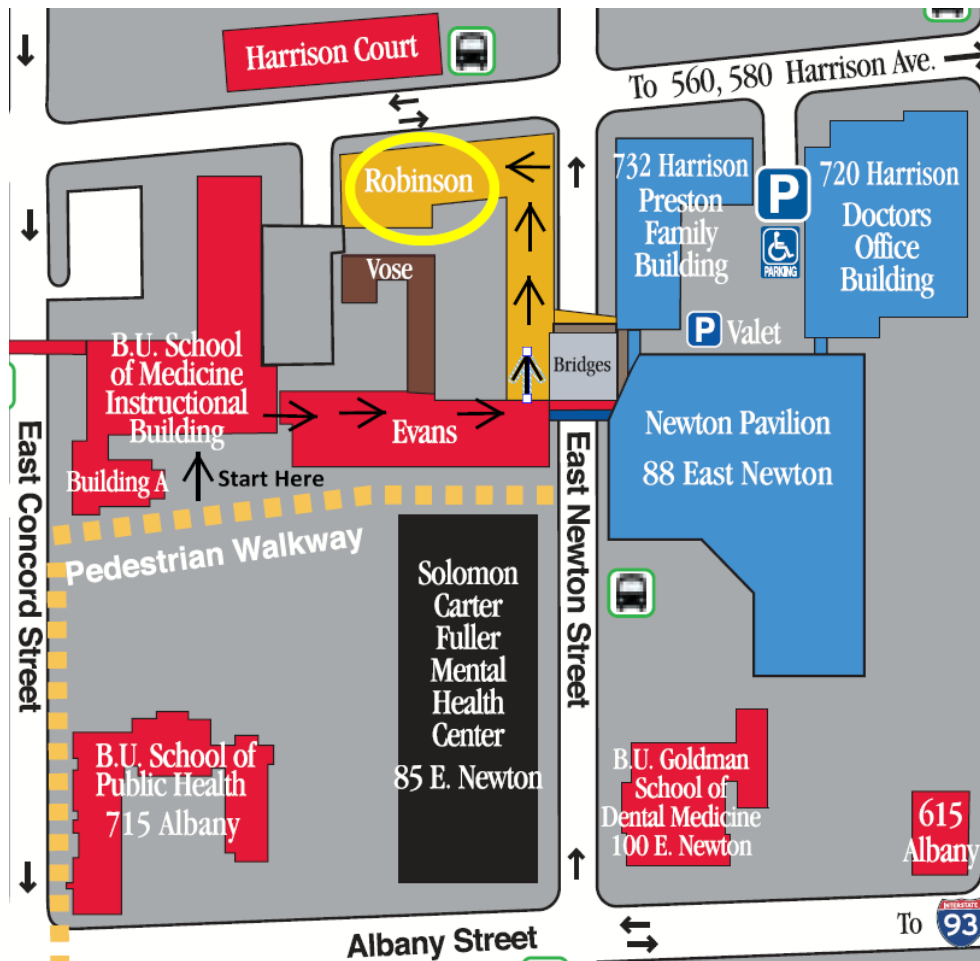 Harrison Court
To 560, 580 Harrison Ave.
Robinson
732 Harrison
Preston
Family
Building
P
PARKING
720 Harrison
Doctors
Office
Building
Vose
P Valet
B.U. School
of Medicine
Instructional
Building
Bridges
Evans
Newton Pavilion
88 East Newton
Building A
Start Here
East Concord Street
Pedestrian Walkway
East Newton Street
Solomon
Carter
Fuller
Mental
Health
Center
85 E. Newton
B.U. School of
Public Health
715 Albany
B.U. Goldman
School of
Dental Medicine
100 E. Newton
615
Albany
Albany Street
To
INTERSTATE
93